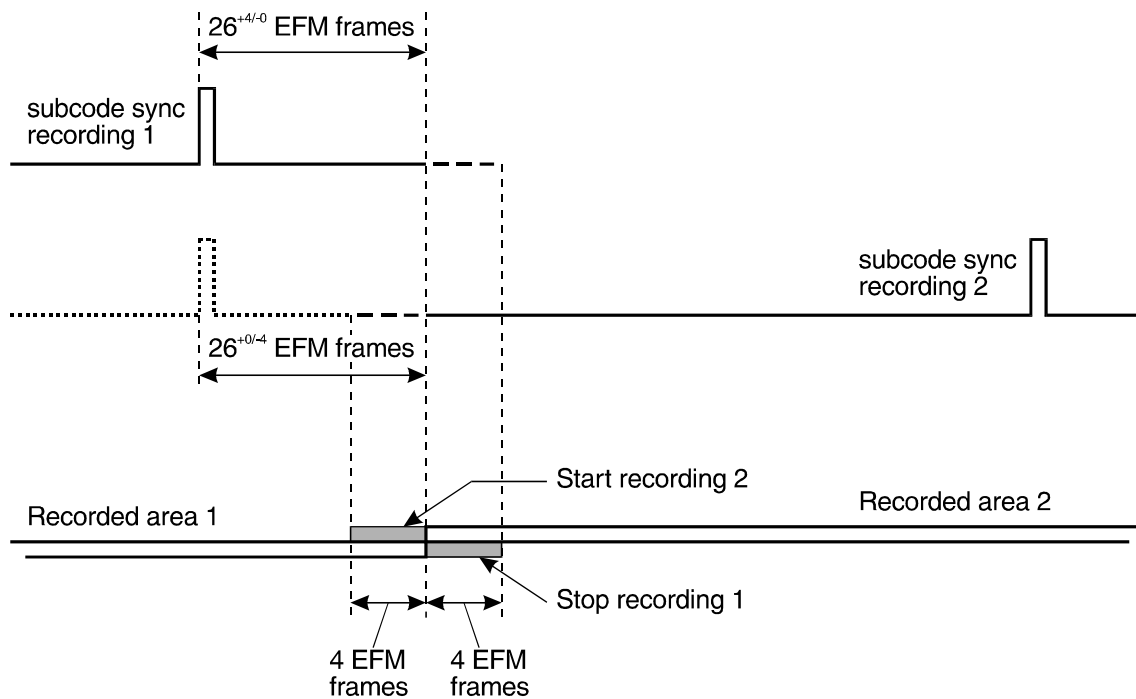 26+4/-0 EFM frames
subcode sync
recording 1
subcode sync
recording 2
26+0/-4 EFM frames
Start recording 2
Recorded area 1
Recorded area 2
Stop recording 1
4 EFM
frames
4 EFM
frames